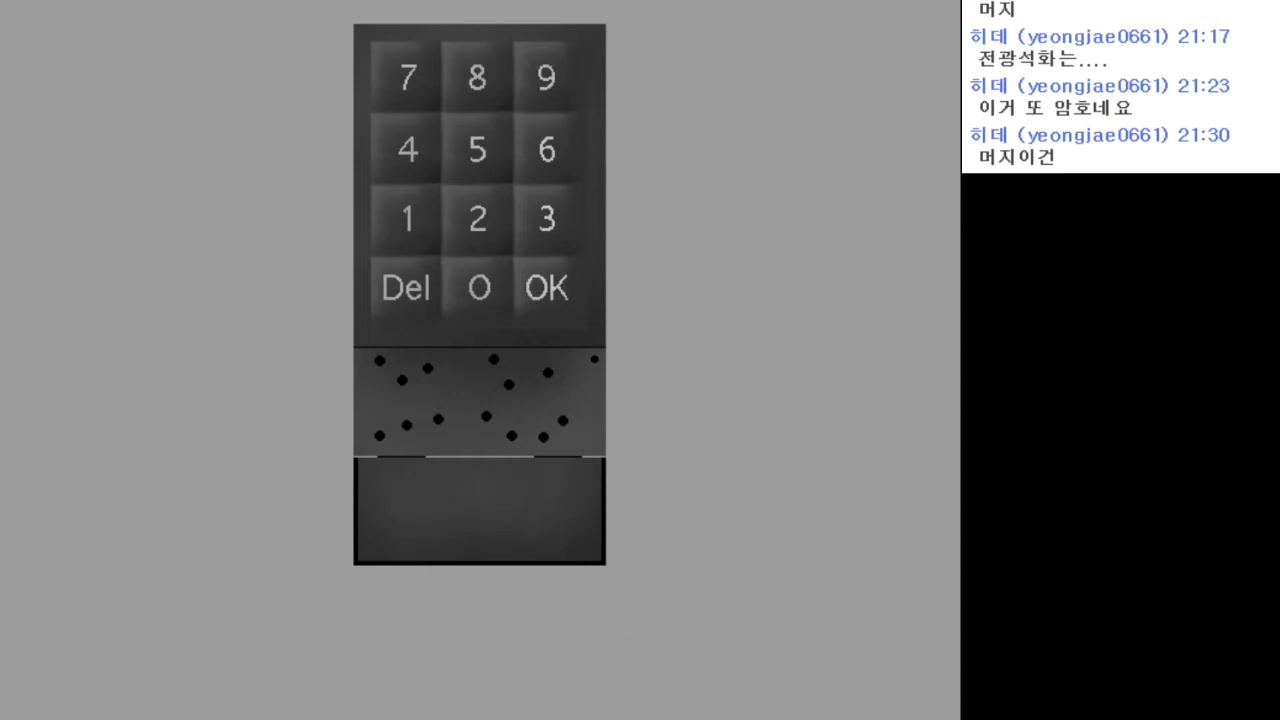 7 8 9
4 5 6
1 2 3
Del 0 OK
머지
히데 (yeongjae0661) 21:17
전광석화는....
히데 (yeongjae0661) 21:23
이거 또 암호네요
히데 (yeongjae0661) 21:30
머지이건